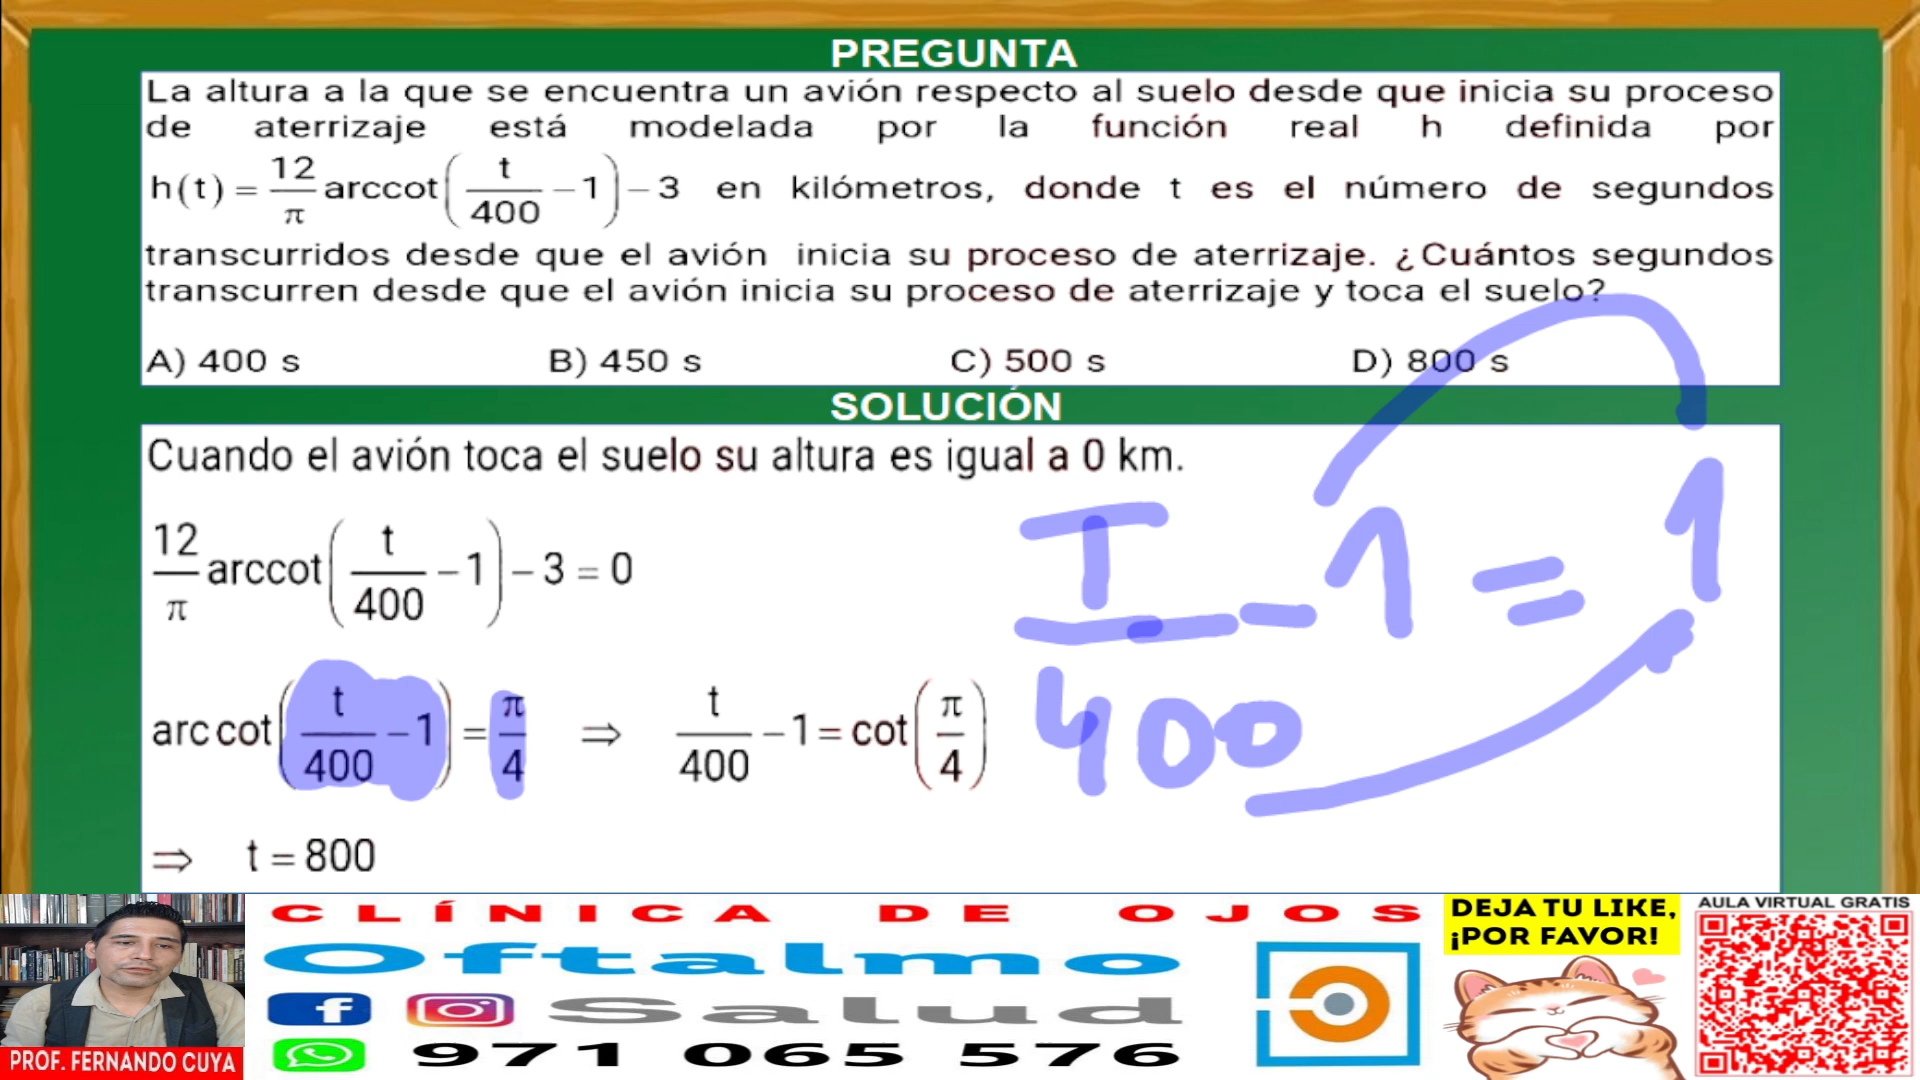 PREGUNTA
La altura a la que se encuentra un avión respecto al suelo desde que inicia su proceso
de aterrizaje está modelada por la función real h definida por
h(t) = 12/π arccot(t/400 − 1) − 3 en kilómetros, donde t es el número de segundos
transcurridos desde que el avión inicia su proceso de aterrizaje. ¿Cuántos segundos
transcurren desde que el avión inicia su proceso de aterrizaje y toca el suelo?
A) 400 s B) 450 s C) 500 s D) 800 s
SOLUCIÓN
Cuando el avión toca el suelo su altura es igual a 0 km.
12/π arccot(t/400 − 1) − 3 = 0
T/400 − 1 = 1
arc cot(t/400 − 1) = π/4 ⇒ t/400 − 1 = cot(π/4)
⇒ t = 800
PROF. FERNANDO CUYA
CLÍNICA DE OJOS
Oftalmo
Salud
971 065 576
DEJA TU LIKE,
¡POR FAVOR!
AULA VIRTUAL GRATIS